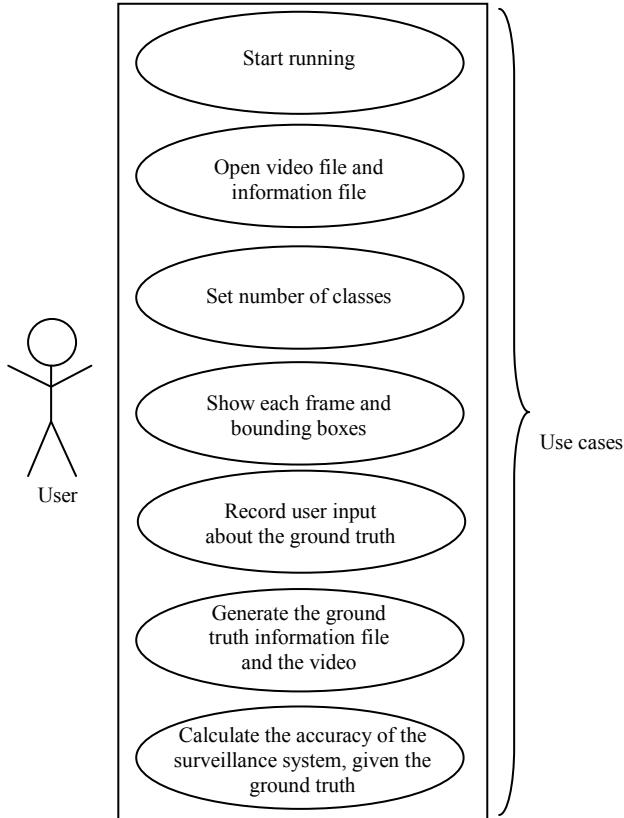 Start running
Open video file and
information file
Set number of classes
Show each frame and
bounding boxes
Use cases
User
Record user input
about the ground truth
Generate the ground
truth information file
and the video
Calculate the accuracy of the
surveillance system, given the
ground truth